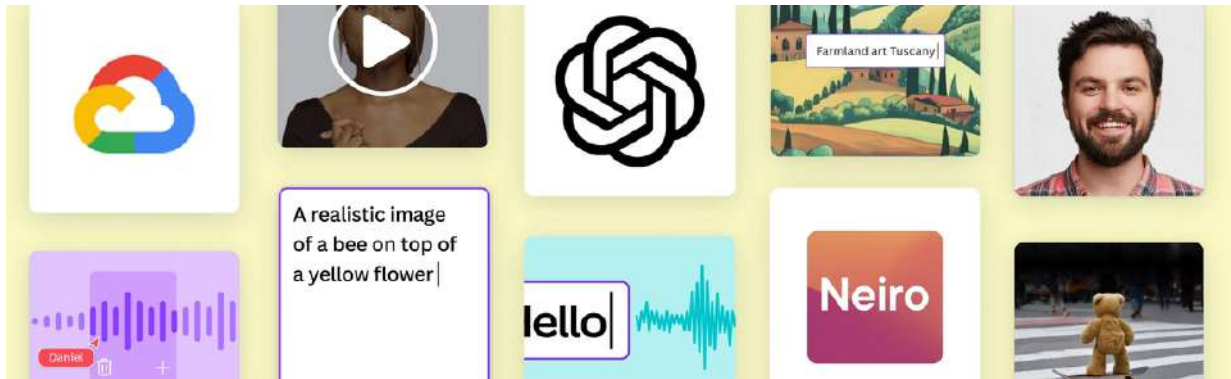 Farmland art Tuscany
A realistic image
of a bee on top of
a yellow flower
Hello
Neiro
Daniel